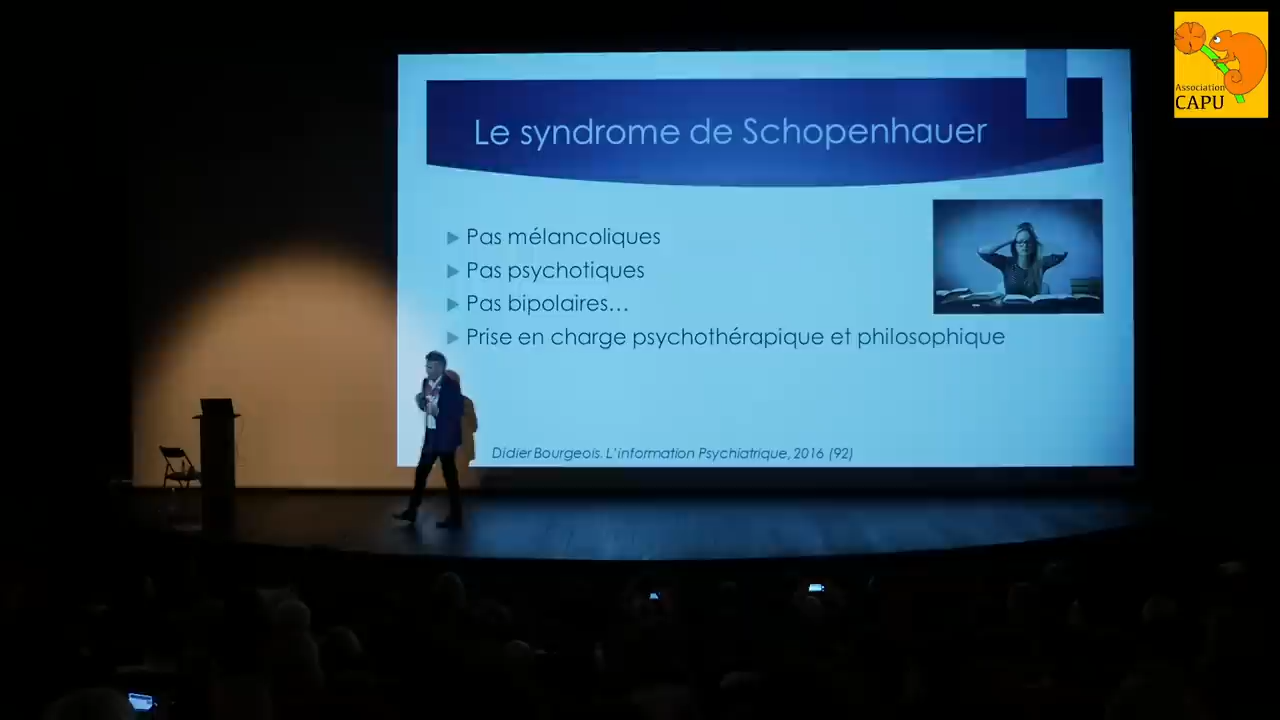 Association
CAPU
Le syndrome de Schopenhauer
Pas mélancoliques
Pas psychotiques
Pas bipolaires...
Prise en charge psychothérapique et philosophique
Didier Bourgeois. L'information Psychiatrique, 2016 (92)